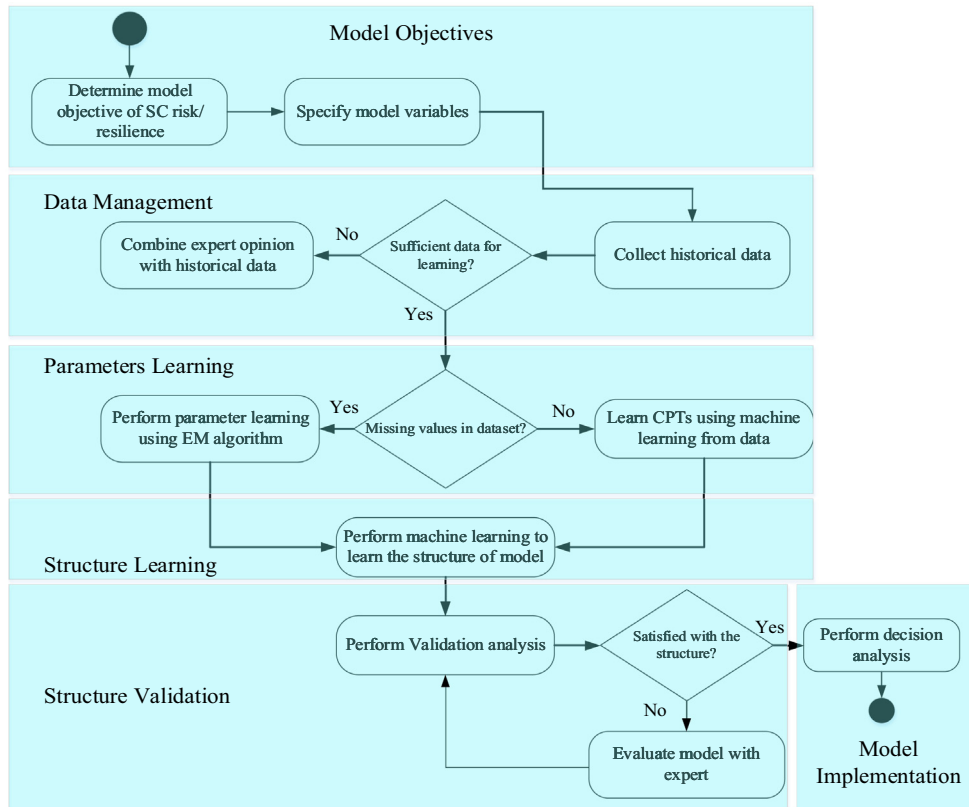 Model Objectives
Determine model
objective of SC risk/
resilience
Specify model variables
Data Management
Combine expert opinion
with historical data
No
Sufficient data for
learning?
Collect historical data
Yes
Parameters Learning
Perform parameter learning
using EM algorithm
Yes
Missing values in dataset?
No
Learn CPTs using machine
learning from data
Perform machine learning to
learn the structure of model
Structure Learning
Perform Validation analysis
Satisfied with the
structure?
Yes
Perform decision
analysis
Structure Validation
No
Evaluate model with
expert
Model
Implementation